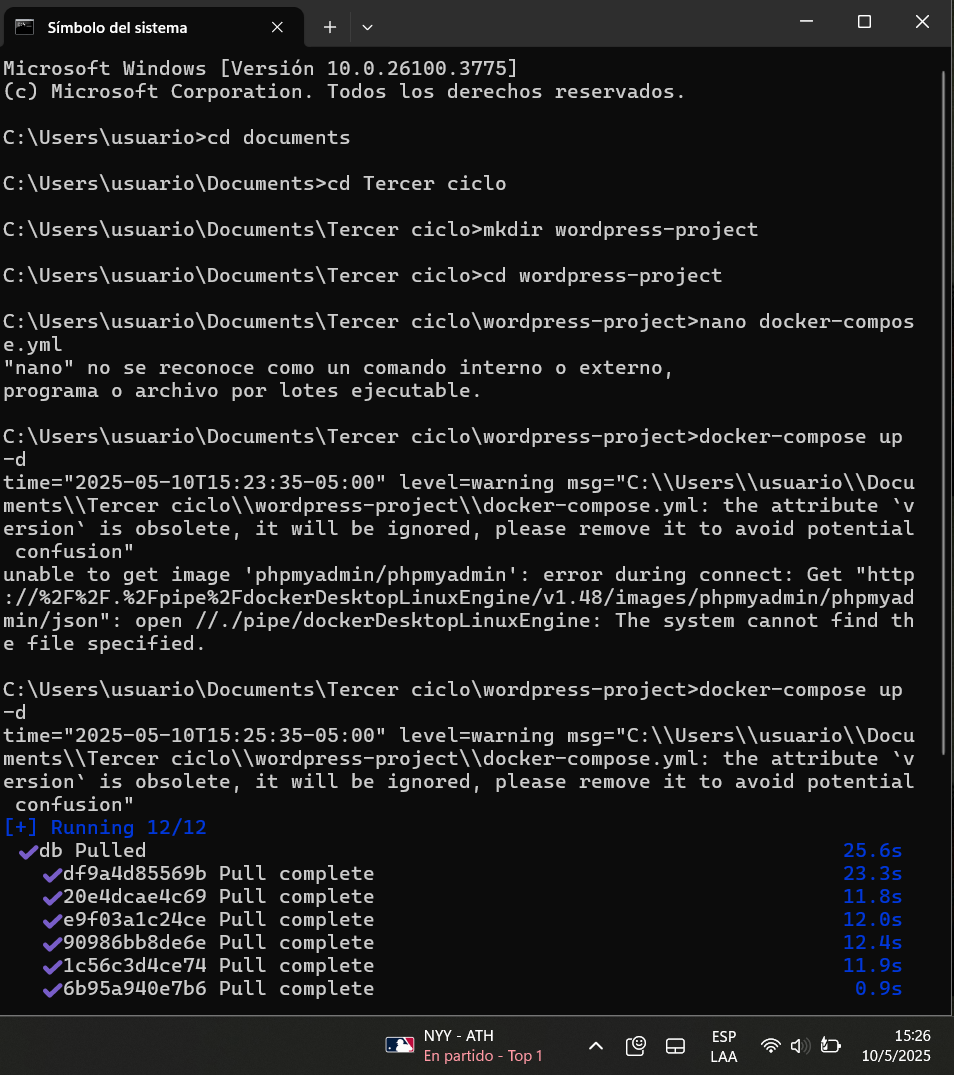 Símbolo del sistema
Microsoft Windows [Versión 10.0.26100.3775]
(c) Microsoft Corporation. Todos los derechos reservados.
C:\Users\usuario>cd documents
C:\Users\usuario\Documents>cd Tercer ciclo
C:\Users\usuario\Documents\Tercer ciclo>mkdir wordpress-project
C:\Users\usuario\Documents\Tercer ciclo>cd wordpress-project
C:\Users\usuario\Documents\Tercer ciclo\wordpress-project>nano docker-compos
e.yml
"nano" no se reconoce como un comando interno o externo,
programa o archivo por lotes ejecutable.
C:\Users\usuario\Documents\Tercer ciclo\wordpress-project>docker-compose up
-d
time="2025-05-10T15:23:35-05:00" level=warning msg="C:\\Users\\usuario\\Docu
ments\\Tercer ciclo\\wordpress-project\\docker-compose.yml: the attribute `v
ersion` is obsolete, it will be ignored, please remove it to avoid potential
 confusion"
unable to get image 'phpmyadmin/phpmyadmin': error during connect: Get "http
://%2F%2F.%2Fpipe%2FdockerDesktopLinuxEngine/v1.48/images/phpmyadmin/phpmyad
min/json": open //./pipe/dockerDesktopLinuxEngine: The system cannot find th
e file specified.
C:\Users\usuario\Documents\Tercer ciclo\wordpress-project>docker-compose up
-d
time="2025-05-10T15:25:35-05:00" level=warning msg="C:\\Users\\usuario\\Docu
ments\\Tercer ciclo\\wordpress-project\\docker-compose.yml: the attribute `v
ersion` is obsolete, it will be ignored, please remove it to avoid potential
 confusion"
[+] Running 12/12
db Pulled 25.6s
df9a4d85569b Pull complete 23.3s
20e4dcae4c69 Pull complete 11.8s
e9f03a1c24ce Pull complete 12.0s
90986bb8de6e Pull complete 12.4s
1c56c3d4ce74 Pull complete 11.9s
6b95a940e7b6 Pull complete 0.9s
NYY - ATH
En partido - Top 1
ESP
LAA
15:26
10/5/2025